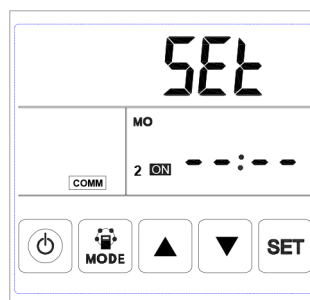 SEt
MO
2 ON --:--
COMM
MODE
SET